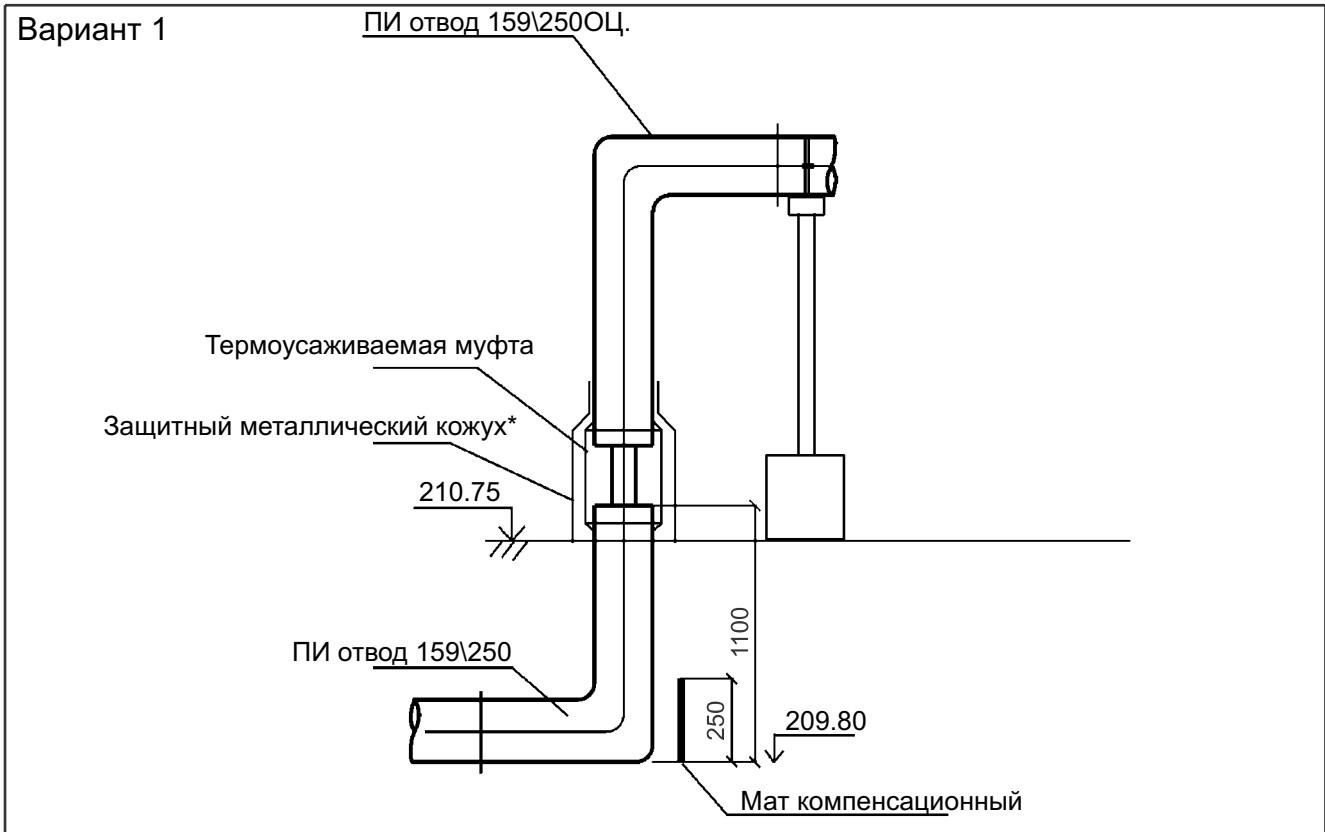 Вариант 1
ПИ отвод 159\250ОЦ.
Термоусаживаемая муфта
Защитный металлический кожух*
210.75
ПИ отвод 159\250
1100
250
209.80
Мат компенсационный